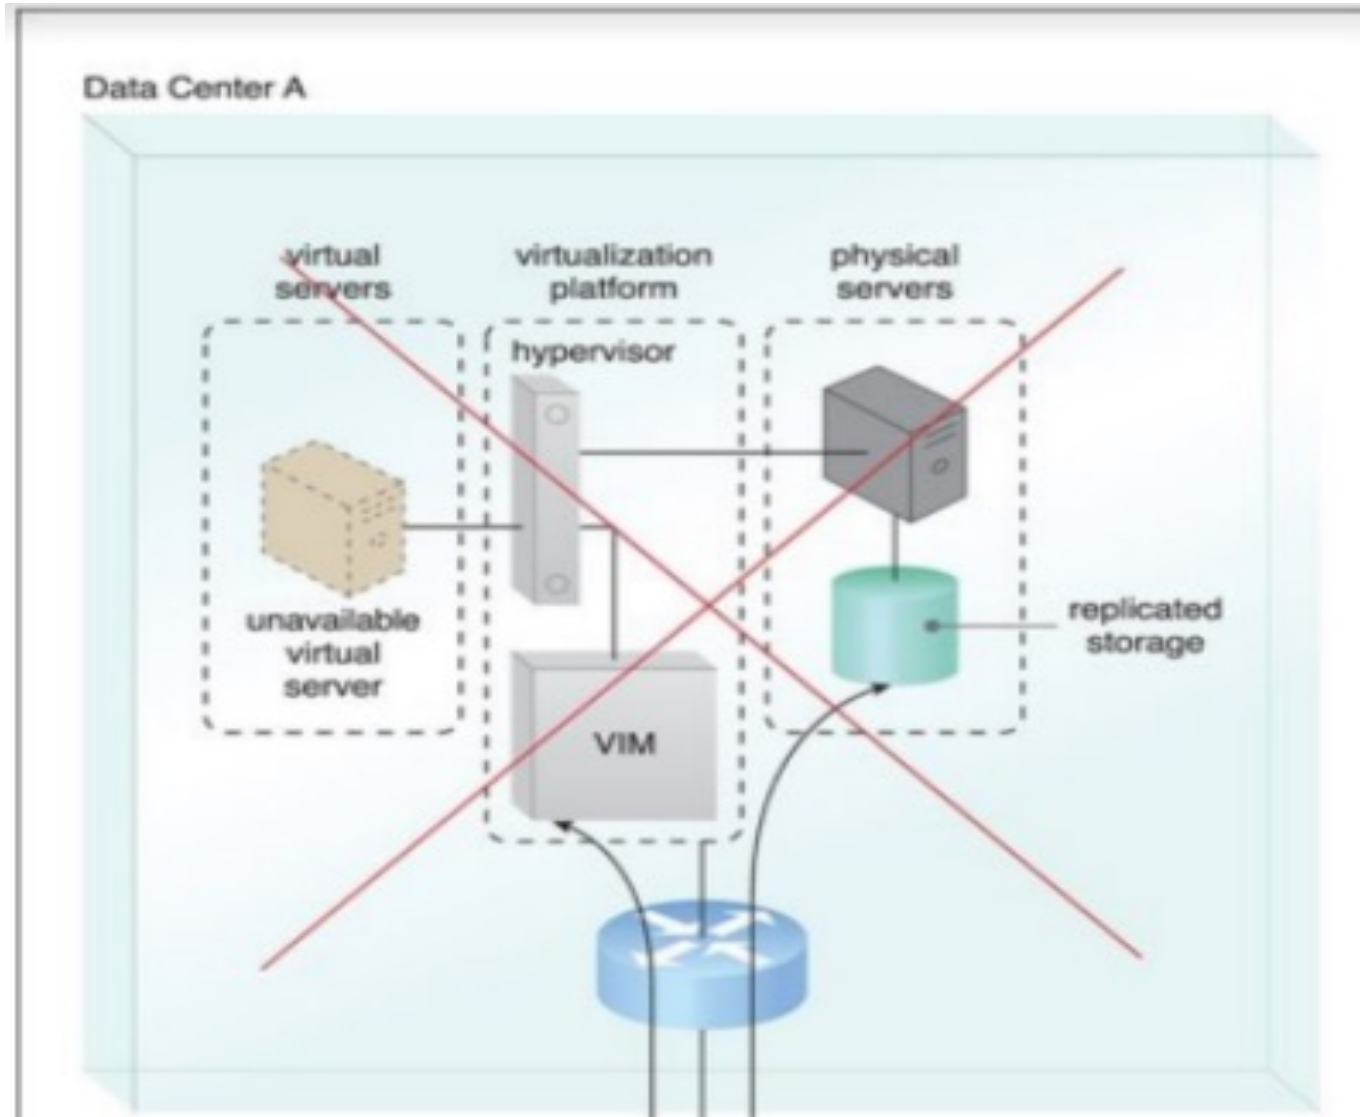 Data Center A
virtual
servers
virtualization
platform
physical
servers
hypervisor
unavailable
virtual
server
replicated
storage
VIM